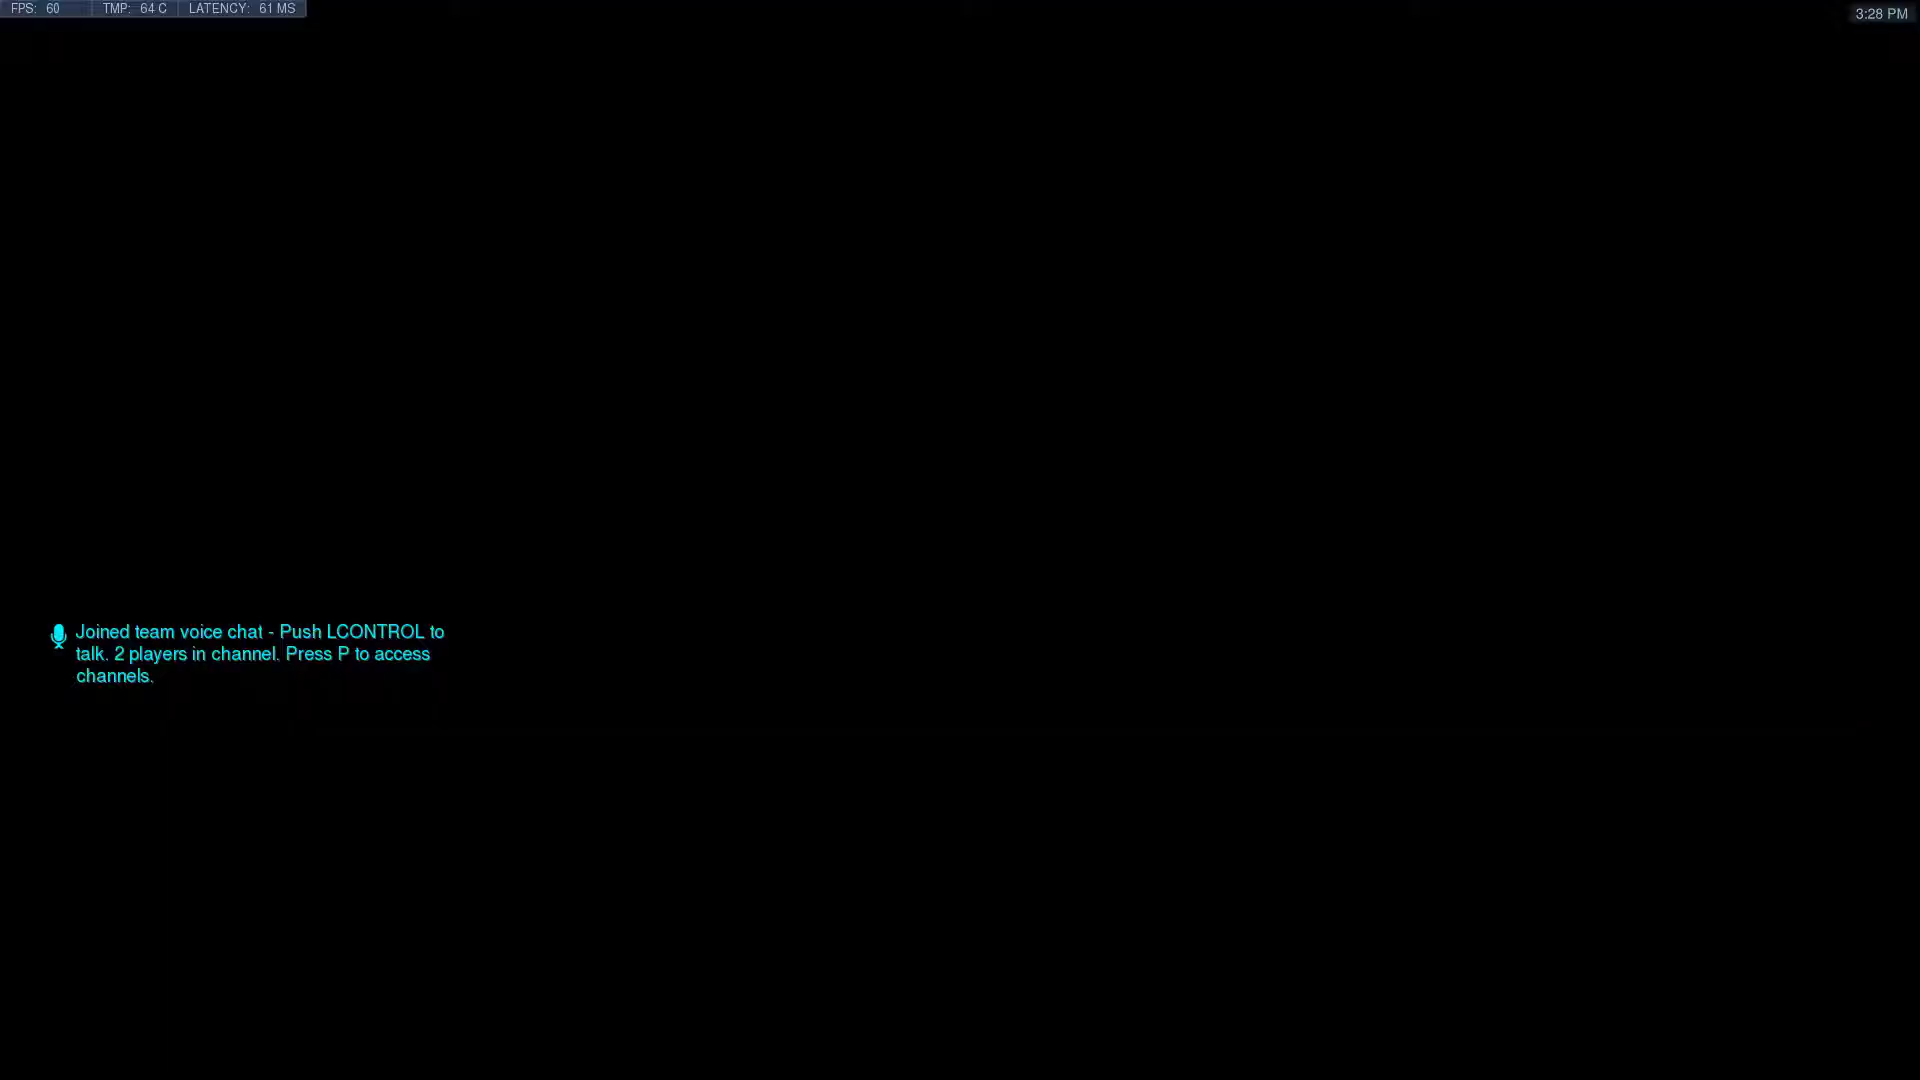 FPS: 60 TMP: 64 C LATENCY: 61 MS
3:28 PM
Joined team voice chat - Push LCONTROL to
talk. 2 players in channel. Press P to access
channels.